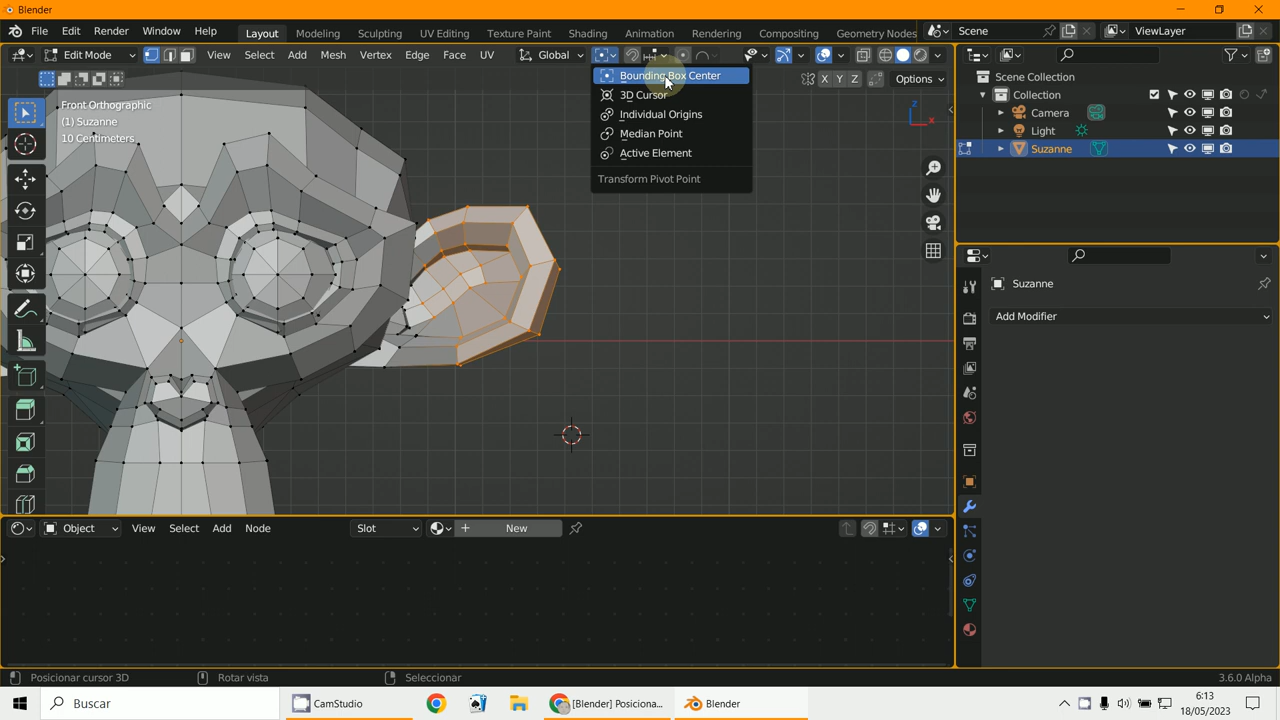 Blender
File Edit Render Window Help
Layout Modeling Sculpting UV Editing Texture Paint Shading Animation Rendering Compositing Geometry Nodes
Scene
ViewLayer
Edit Mode View Select Add Mesh Vertex Edge Face UV Global
X Y Z Options
Front Orthographic
(1) Suzanne
10 Centimeters
Bounding Box Center
3D Cursor
Individual Origins
Median Point
Active Element
Transform Pivot Point
Z
X
Scene Collection
Collection
Camera
Light
Suzanne
Suzanne
Add Modifier
Object View Select Add Node Slot New
Posicionar cursor 3D Rotar vista Seleccionar 3.6.0 Alpha
Buscar CamStudio [Blender] Posiciona... Blender
6:13
18/05/2023